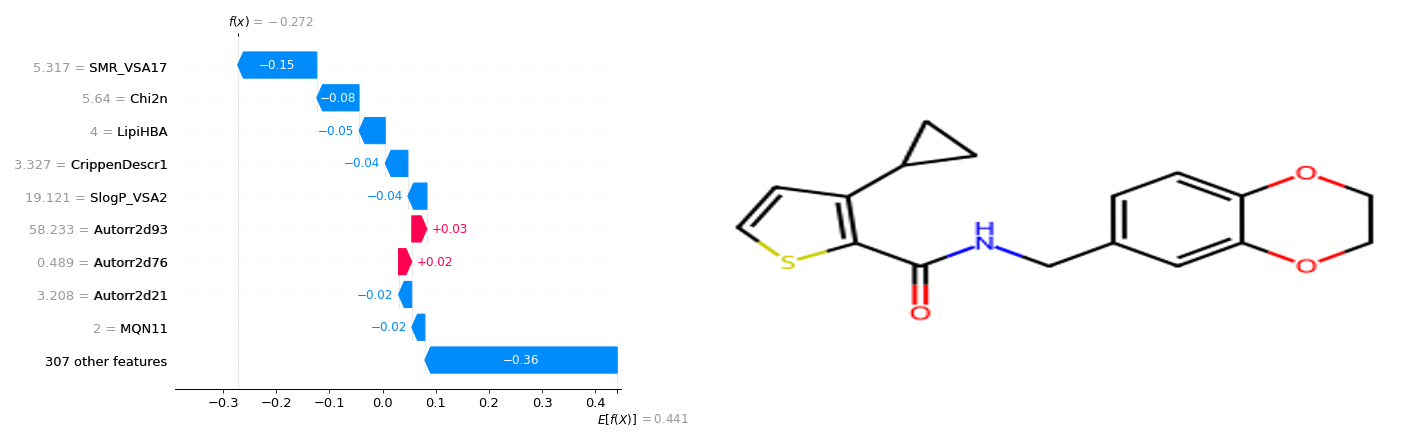 f(x) = −0.272
5.317 = SMR_VSA17
−0.15
5.64 = Chi2n
−0.08
4 = LipiHBA
−0.05
3.327 = CrippenDescr1
−0.04
19.121 = SlogP_VSA2
−0.04
58.233 = Autorr2d93
+0.03
0.489 = Autorr2d76
+0.02
3.208 = Autorr2d21
−0.02
2 = MQN11
−0.02
307 other features
−0.36
−0.3 −0.2 −0.1 0.0 0.1 0.2 0.3 0.4
E[f(X)] = 0.441
S
O
H
N
O
O